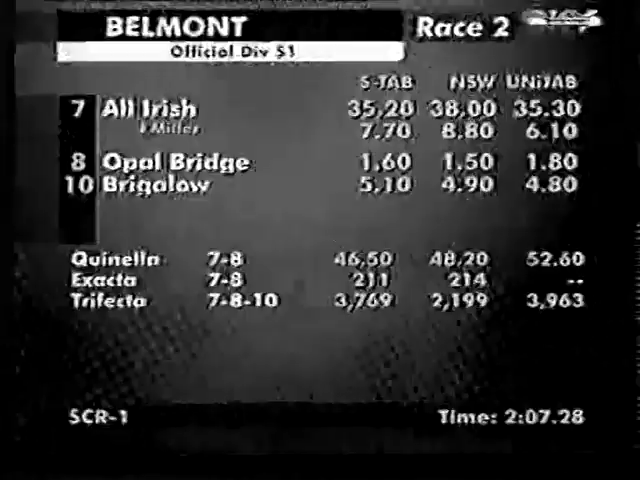 BELMONT Race 2
Official Div 51
S-TAB NSW UNiTAB
7 All Irish 35.20 38.00 35.30
J Miller 7.70 8.80 6.10
8 Opal Bridge 1.60 1.50 1.80
10 Brigalow 5.10 4.90 4.80
Quinella 7-8 46.50 48.20 52.60
Exacta 7-8 211 214 --
Trifecta 7-8-10 3,769 2,199 3,963
SCR-1 Time: 2:07.28